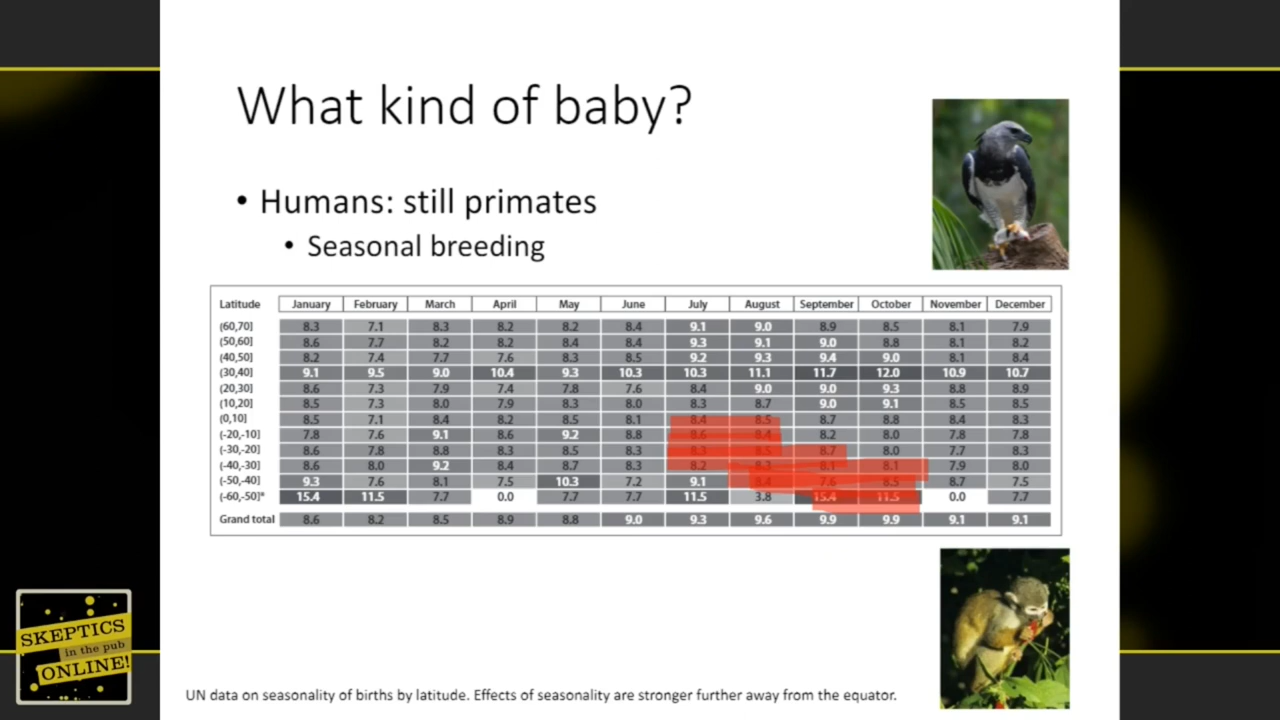 What kind of baby?
• Humans: still primates
• Seasonal breeding
Latitude January February March April May June July August September October November December
(60,70] 8.3 7.1 8.3 8.2 8.2 8.4 9.1 9.0 8.9 8.5 8.1 7.9
(50,60] 8.6 7.7 8.2 8.2 8.4 8.4 9.3 9.1 9.0 8.8 8.1 8.2
(40,50] 8.2 7.4 7.7 7.6 8.3 8.5 9.2 9.3 9.4 9.0 8.1 8.4
(30,40] 9.1 9.5 9.0 10.4 9.3 10.3 10.3 11.1 11.7 12.0 10.9 10.7
(20,30] 8.6 7.3 7.9 7.4 7.8 7.6 8.4 9.0 9.0 9.3 8.8 8.9
(10,20] 8.5 7.3 8.0 7.9 8.3 8.0 8.3 8.7 9.0 9.1 8.5 8.5
(0,10] 8.5 7.1 8.4 8.2 8.5 8.1 8.4 8.5 8.7 8.8 8.4 8.3
(-20,-10] 7.8 7.6 9.1 8.6 9.2 8.8 8.6 8.4 8.2 8.0 7.8 7.8
(-30,-20] 8.6 7.8 8.8 8.3 8.5 8.3 8.3 8.5 8.7 8.0 7.7 8.3
(-40,-30] 8.6 8.0 9.2 8.4 8.7 8.3 8.2 8.3 8.1 8.1 7.9 8.0
(-50,-40] 9.3 7.6 8.1 7.5 10.3 7.2 9.1 8.4 7.6 8.5 8.7 7.5
(-60,-50]* 15.4 11.5 7.7 0.0 7.7 7.7 11.5 3.8 15.4 11.5 0.0 7.7
Grand total 8.6 8.2 8.5 8.9 8.8 9.0 9.3 9.6 9.9 9.9 9.1 9.1
SKEPTICS
in the pub
ONLINE!
UN data on seasonality of births by latitude. Effects of seasonality are stronger further away from the equator.